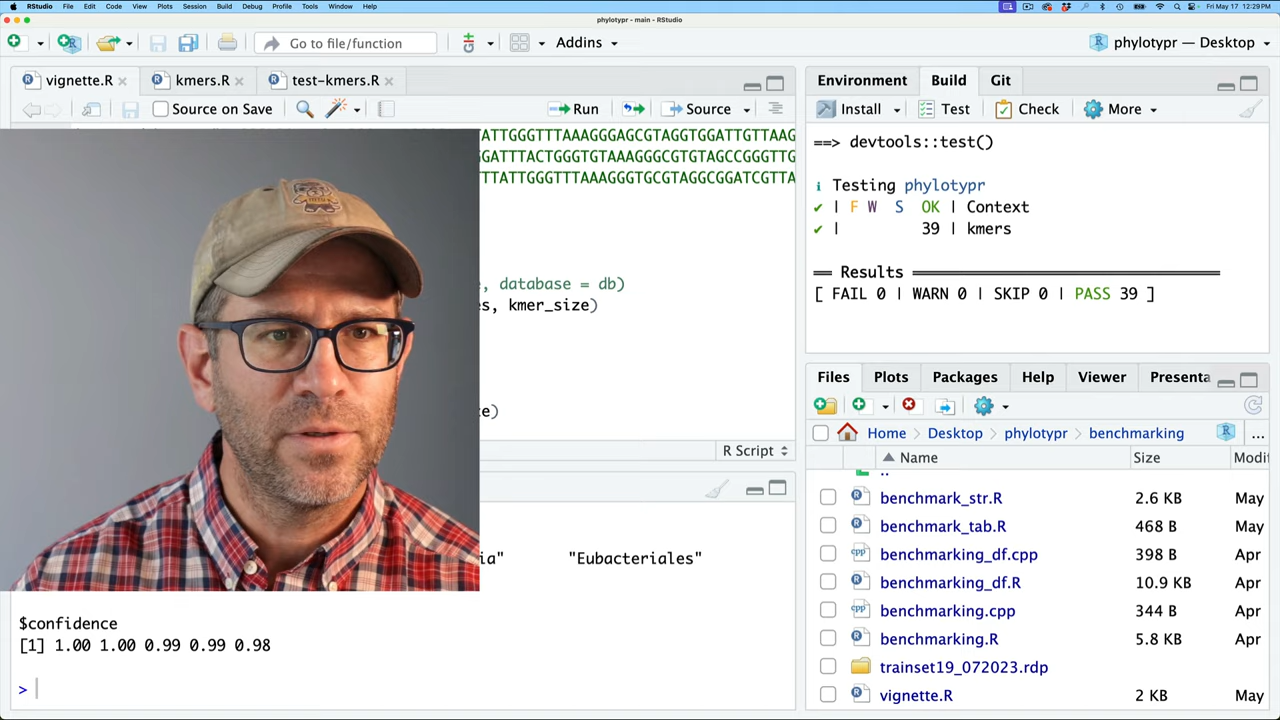 RStudio File Edit Code View Plots Session Build Debug Profile Tools Window Help Fri May 17 12:29 PM
phylotypr - main - RStudio
Go to file/function Addins phylotypr — Desktop
vignette.R kmers.R test-kmers.R
Source on Save Run Source
ATTGGGTTTAAAGGGAGCGTAGGTGGATTGTTAAG
GATTTACTGGGTGTAAAGGGCGTGTAGCCGGGTTG
TTATTGGGTTTAAAGGGTGCGTAGGCGGATCGTTA
, database = db)
es, kmer_size)
ze)
R Script
ia" "Eubacteriales"
$confidence
[1] 1.00 1.00 0.99 0.99 0.98
>
Environment Build Git
Install Test Check More
==> devtools::test()
ℹ Testing phylotypr
✔ | F W S OK | Context
✔ | 39 | kmers
══ Results ════════════════════════════
[ FAIL 0 | WARN 0 | SKIP 0 | PASS 39 ]
Files Plots Packages Help Viewer Presenta
Home Desktop phylotypr benchmarking ...
Name Size Modif
..
benchmark_str.R 2.6 KB May
benchmark_tab.R 468 B May
benchmarking_df.cpp 398 B Apr
benchmarking_df.R 10.9 KB Apr
benchmarking.cpp 344 B Apr
benchmarking.R 5.8 KB Apr
trainset19_072023.rdp
vignette.R 2 KB May